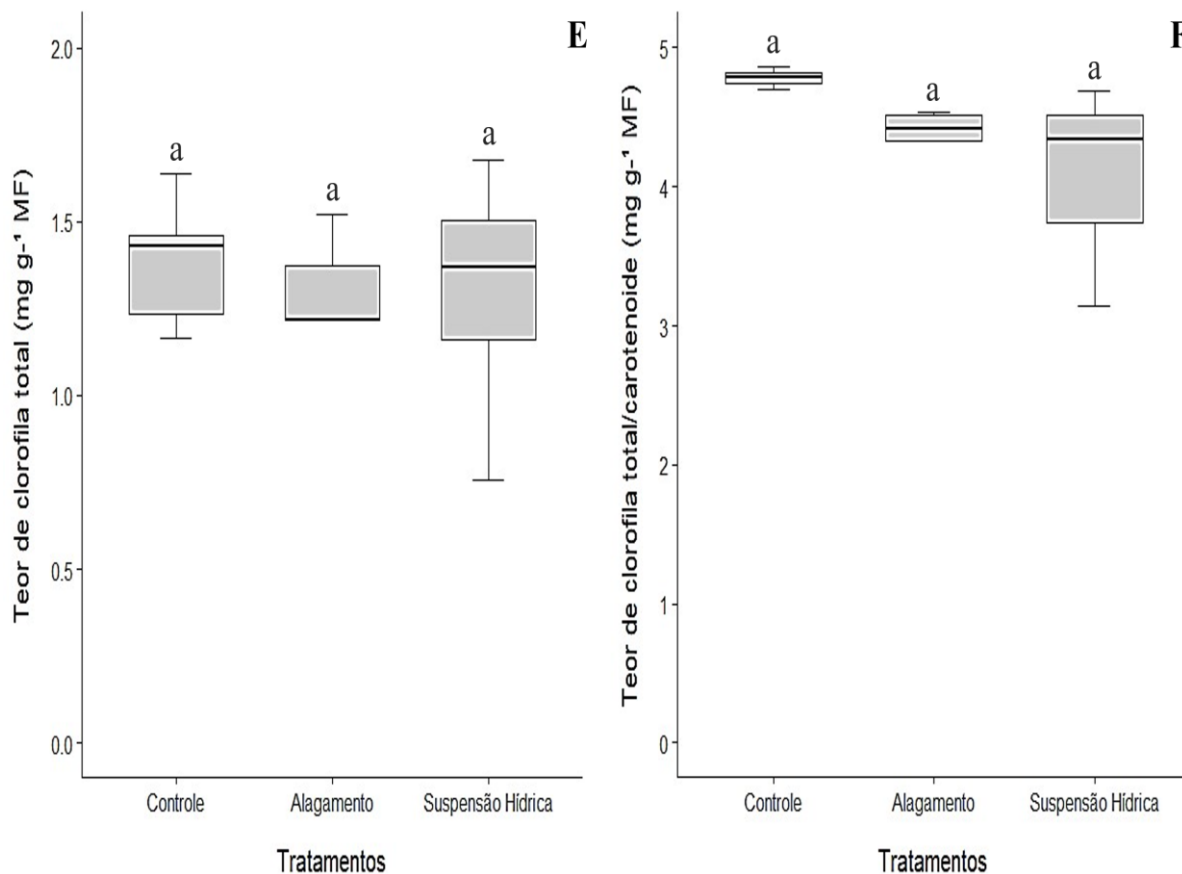 E
Teor de clorofila total (mg g-¹ MF)
2.0
1.5
1.0
0.5
0.0
a
a
a
Controle
Alagamento
Suspensão Hídrica
Tratamentos
F
Teor de clorofila total/carotenoide (mg g-¹ MF)
5
4
3
2
1
0
a
a
a
Controle
Alagamento
Suspensão Hídrica
Tratamentos